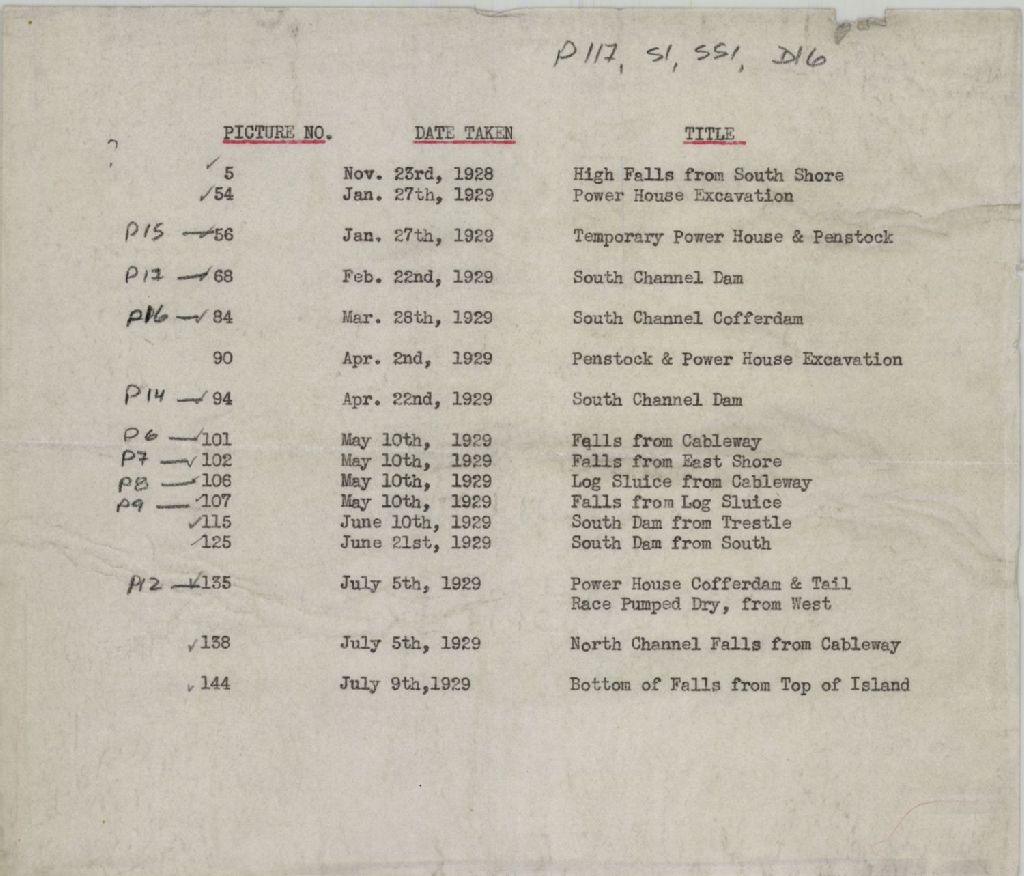 P117, S1, SS1, D16
PICTURE NO. DATE TAKEN TITLE
?
✓ 5 Nov. 23rd, 1928 High Falls from South Shore
✓54 Jan. 27th, 1929 Power House Excavation
P15 —✓56 Jan. 27th, 1929 Temporary Power House & Penstock
—✓68 Feb. 22nd, 1929 South Channel Dam
P16 —✓ 84 Mar. 28th, 1929 South Channel Cofferdam
90 Apr. 2nd, 1929 Penstock & Power House Excavation
P14 —✓ 94 Apr. 22nd, 1929 South Channel Dam
P6 —✓101 May 10th, 1929 Falls from Cableway
P7 —✓ 102 May 10th, 1929 Falls from East Shore
P8 —✓ 106 May 10th, 1929 Log Sluice from Cableway
P9 —✓107 May 10th, 1929 Falls from Log Sluice
✓115 June 10th, 1929 South Dam from Trestle
✓125 June 21st, 1929 South Dam from South
P12 —✓135 July 5th, 1929 Power House Cofferdam & Tail
Race Pumped Dry, from West
✓138 July 5th, 1929 North Channel Falls from Cableway
✓ 144 July 9th,1929 Bottom of Falls from Top of Island